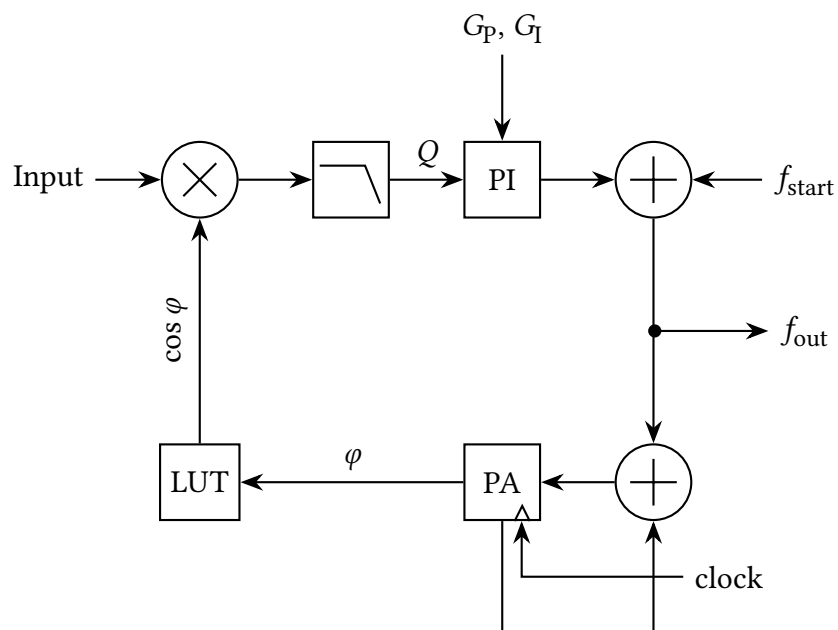 G_P, G_I
Input
Q
PI
f_start
cos φ
f_out
LUT
φ
PA
clock